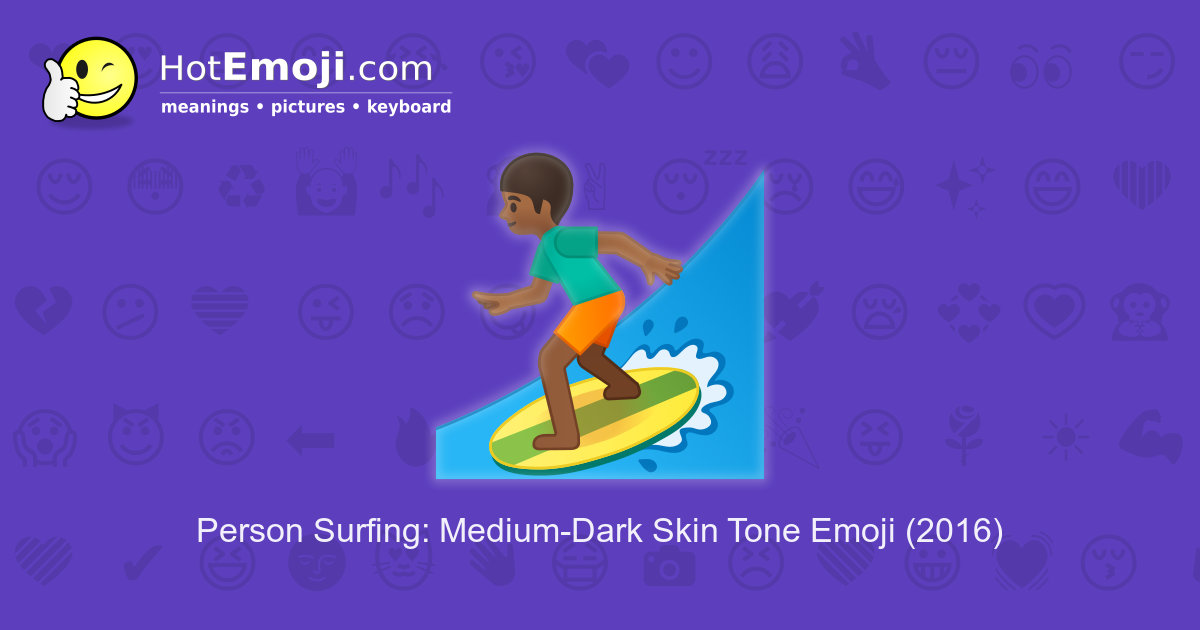 HotEmoji.com
meanings • pictures • keyboard
zzz
Person Surfing: Medium-Dark Skin Tone Emoji (2016)